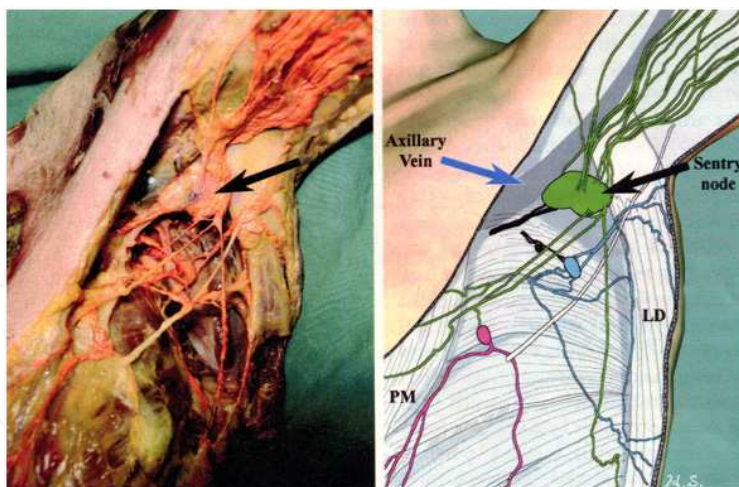 Axillary
Vein
Sentry
node
LD
PM
H.S.